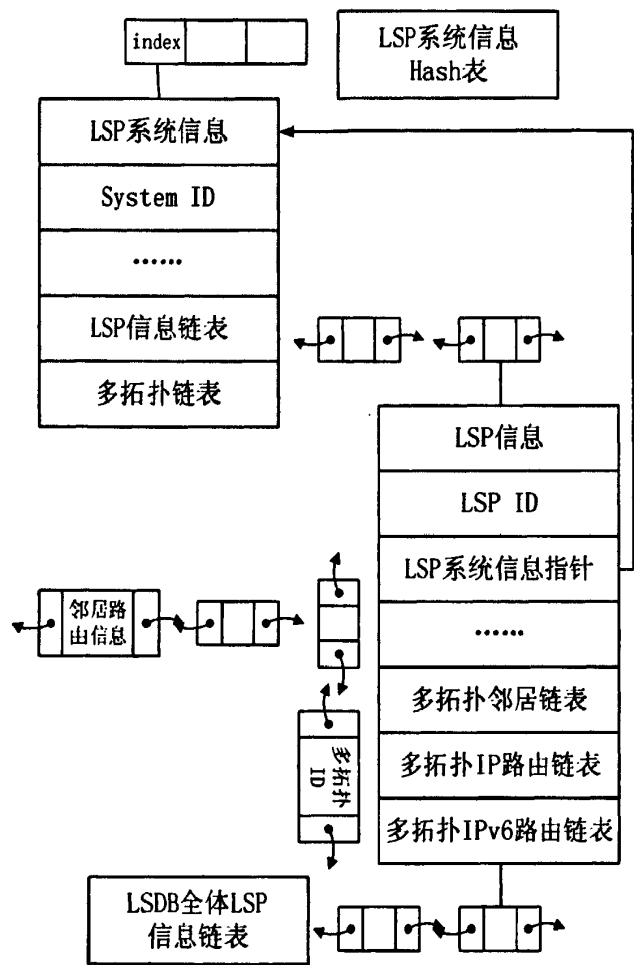 index
LSP系统信息
Hash表
LSP系统信息
System ID
……
LSP信息链表
多拓扑链表
LSP信息
LSP ID
LSP系统信息指针
……
多拓扑邻居链表
多拓扑IP路由链表
多拓扑IPv6路由链表
邻居路
由信息
多拓扑
ID
LSDB全体LSP
信息链表